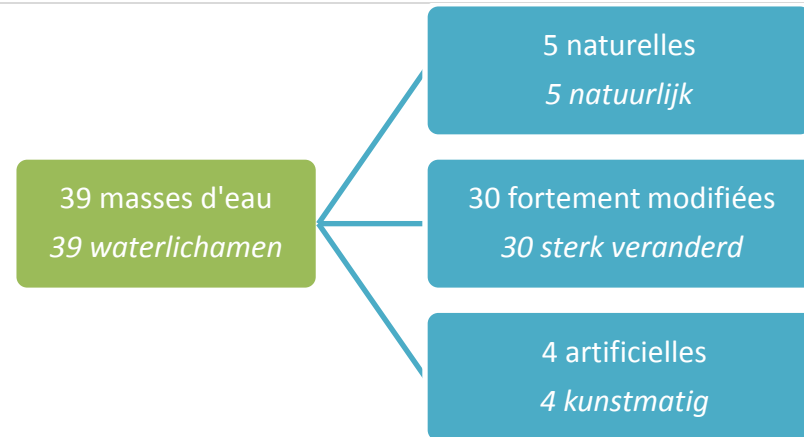 39 masses d'eau
39 waterlichamen
5 naturelles
5 natuurlijk
30 fortement modifiées
30 sterk veranderd
4 artificielles
4 kunstmatig